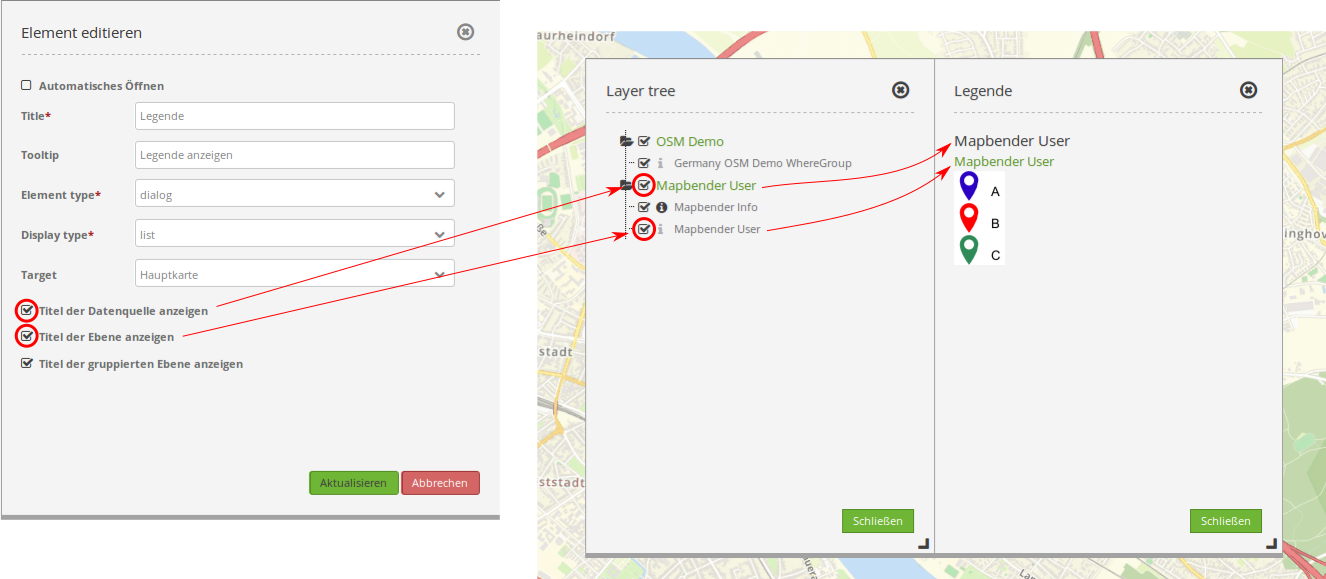 Element editieren
Automatisches Öffnen
Title*
Legende
Tooltip
Legende anzeigen
Element type*
dialog
Display type*
list
Target
Hauptkarte
Titel der Datenquelle anzeigen
Titel der Ebene anzeigen
Titel der gruppierten Ebene anzeigen
Aktualisieren
Abbrechen
aurheindorf
Layer tree
OSM Demo
Germany OSM Demo WhereGroup
Mapbender User
Mapbender Info
Mapbender User
Schließen
Legende
Mapbender User
Mapbender User
A
B
C
Schließen
inghov
stadt
ststadt